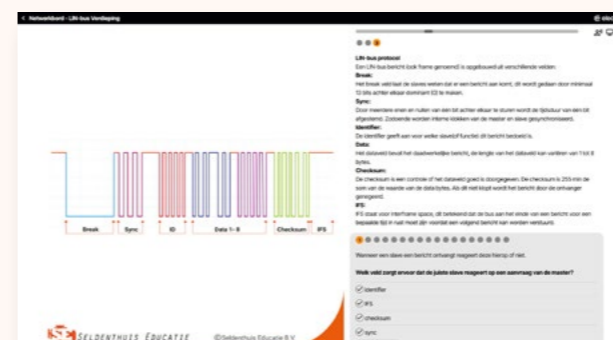 < Netwerkbord - LIN-bus Verdieping
LIN-bus protocol
Een LIN-bus bericht (ook 'frame' genoemd) is opgebouwd uit verschillende velden.
Break:
Het break veld laat de slaves weten dat er een bericht aan komt, dit wordt gedaan door minimaal
13 bits achter elkaar dominant (0) te maken.
Sync:
Door meerdere enen en nullen van één bit achter elkaar te sturen wordt de tijdsduur van één bit
afgestemd. Zodoende worden interne klokken van de master en slave gesynchroniseerd.
Identifier:
De identifier geeft aan voor welke slave(of functie) dit bericht bedoeld is.
Data:
Het dataveld bevat het daadwerkelijke bericht, de lengte van het dataveld kan variëren van 1 tot 8
bytes.
Checksum:
De checksum is een controle of het dataveld goed is doorgegeven. De checksum is 255 min de
som van de waarde van de data bytes. Als dit niet klopt wordt het bericht door de ontvanger
genegeerd.
IFS:
IFS staat voor interframe space, dit betekend dat de bus aan het einde van een bericht voor een
bepaalde tijd in rust moet zijn voordat een volgend bericht kan worden verstuurd.
Break Sync ID Data 1- 8 Checksum IFS
Wanneer een slave een bericht ontvangt reageert deze hierop of niet.
Welk veld zorgt ervoor dat de juiste slave reageert op een aanvraag van de master?
identifier
IFS
checksum
sync
SE SELDENTHUIS EDUCATIE ©Seldenthuis Educatie B.V.